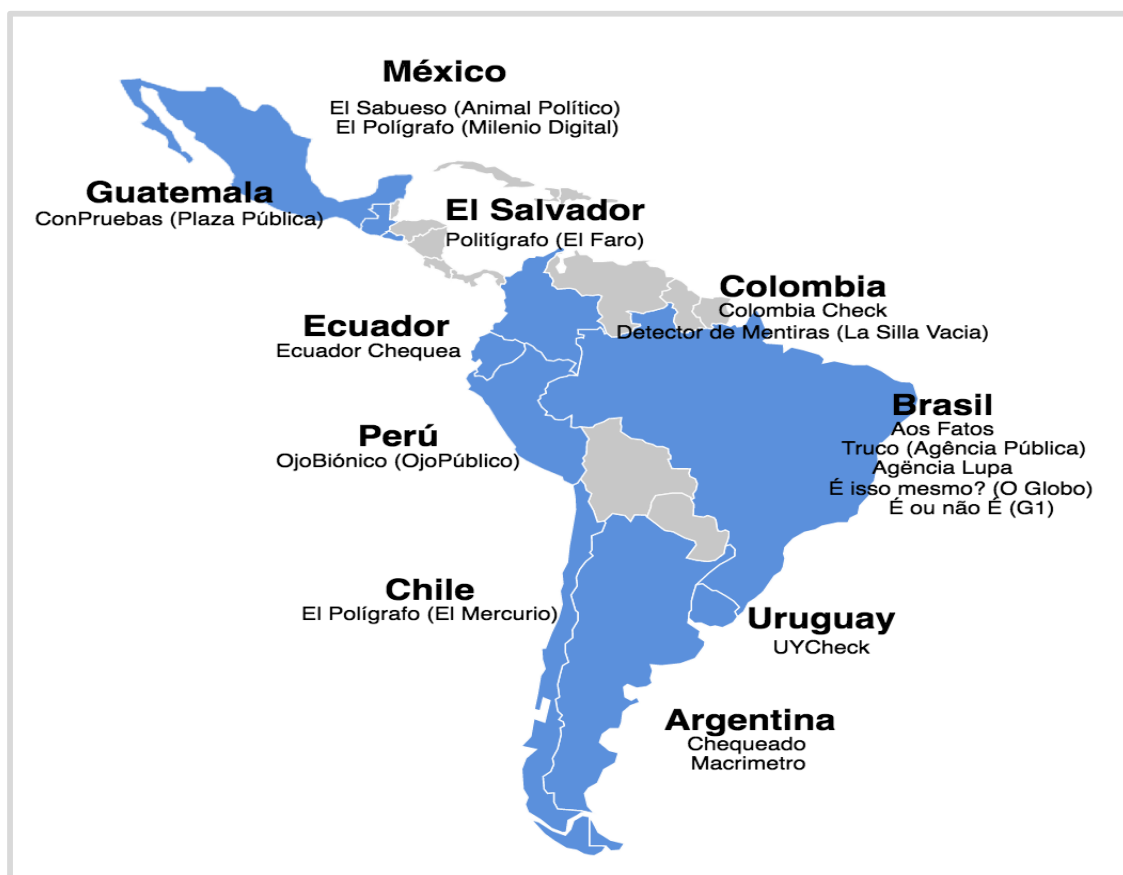 México
El Sabueso (Animal Político)
El Polígrafo (Milenio Digital)
Guatemala
ConPruebas (Plaza Pública)
El Salvador
Politígrafo (El Faro)
Colombia
Colombia Check
Detector de Mentiras (La Silla Vacia)
Ecuador
Ecuador Chequea
Brasil
Aos Fatos
Truco (Agência Pública)
Agëncia Lupa
É isso mesmo? (O Globo)
É ou não É (G1)
Perú
OjoBiónico (OjoPúblico)
Chile
El Polígrafo (El Mercurio)
Uruguay
UYCheck
Argentina
Chequeado
Macrimetro